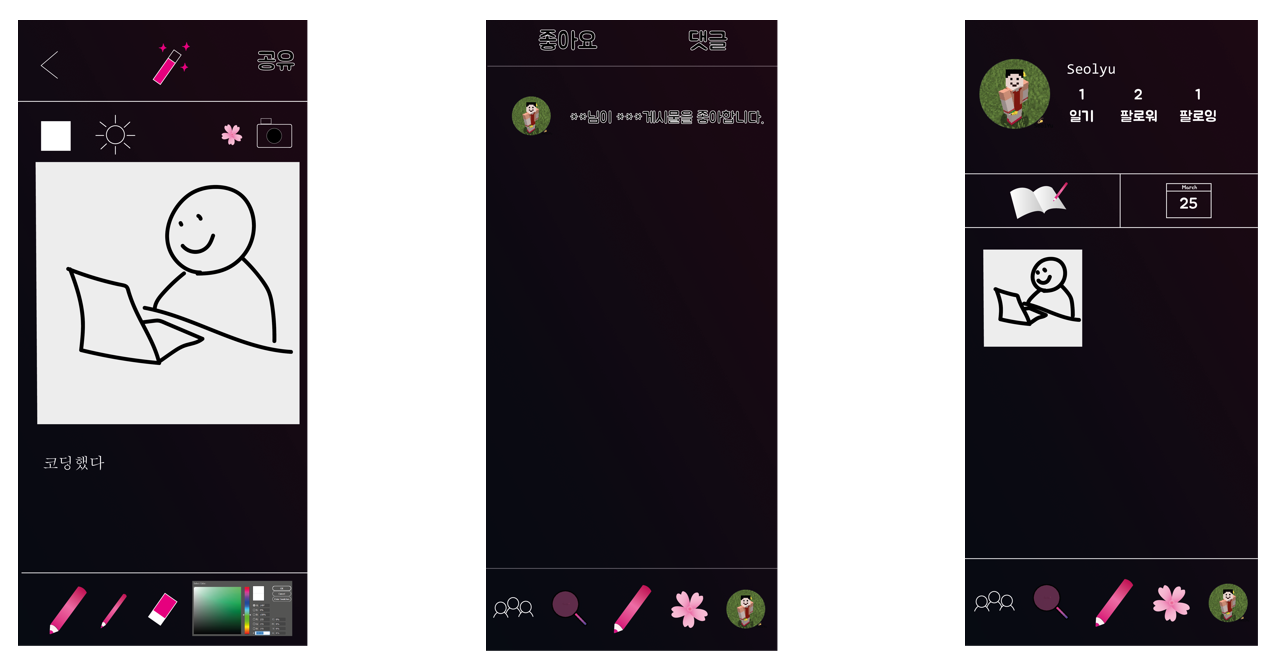 공유
코딩했다
좋아요 댓글
**님이 ***게시물을 좋아합니다.
Seolyu
1 2 1
일기 팔로워 팔로잉
March
25